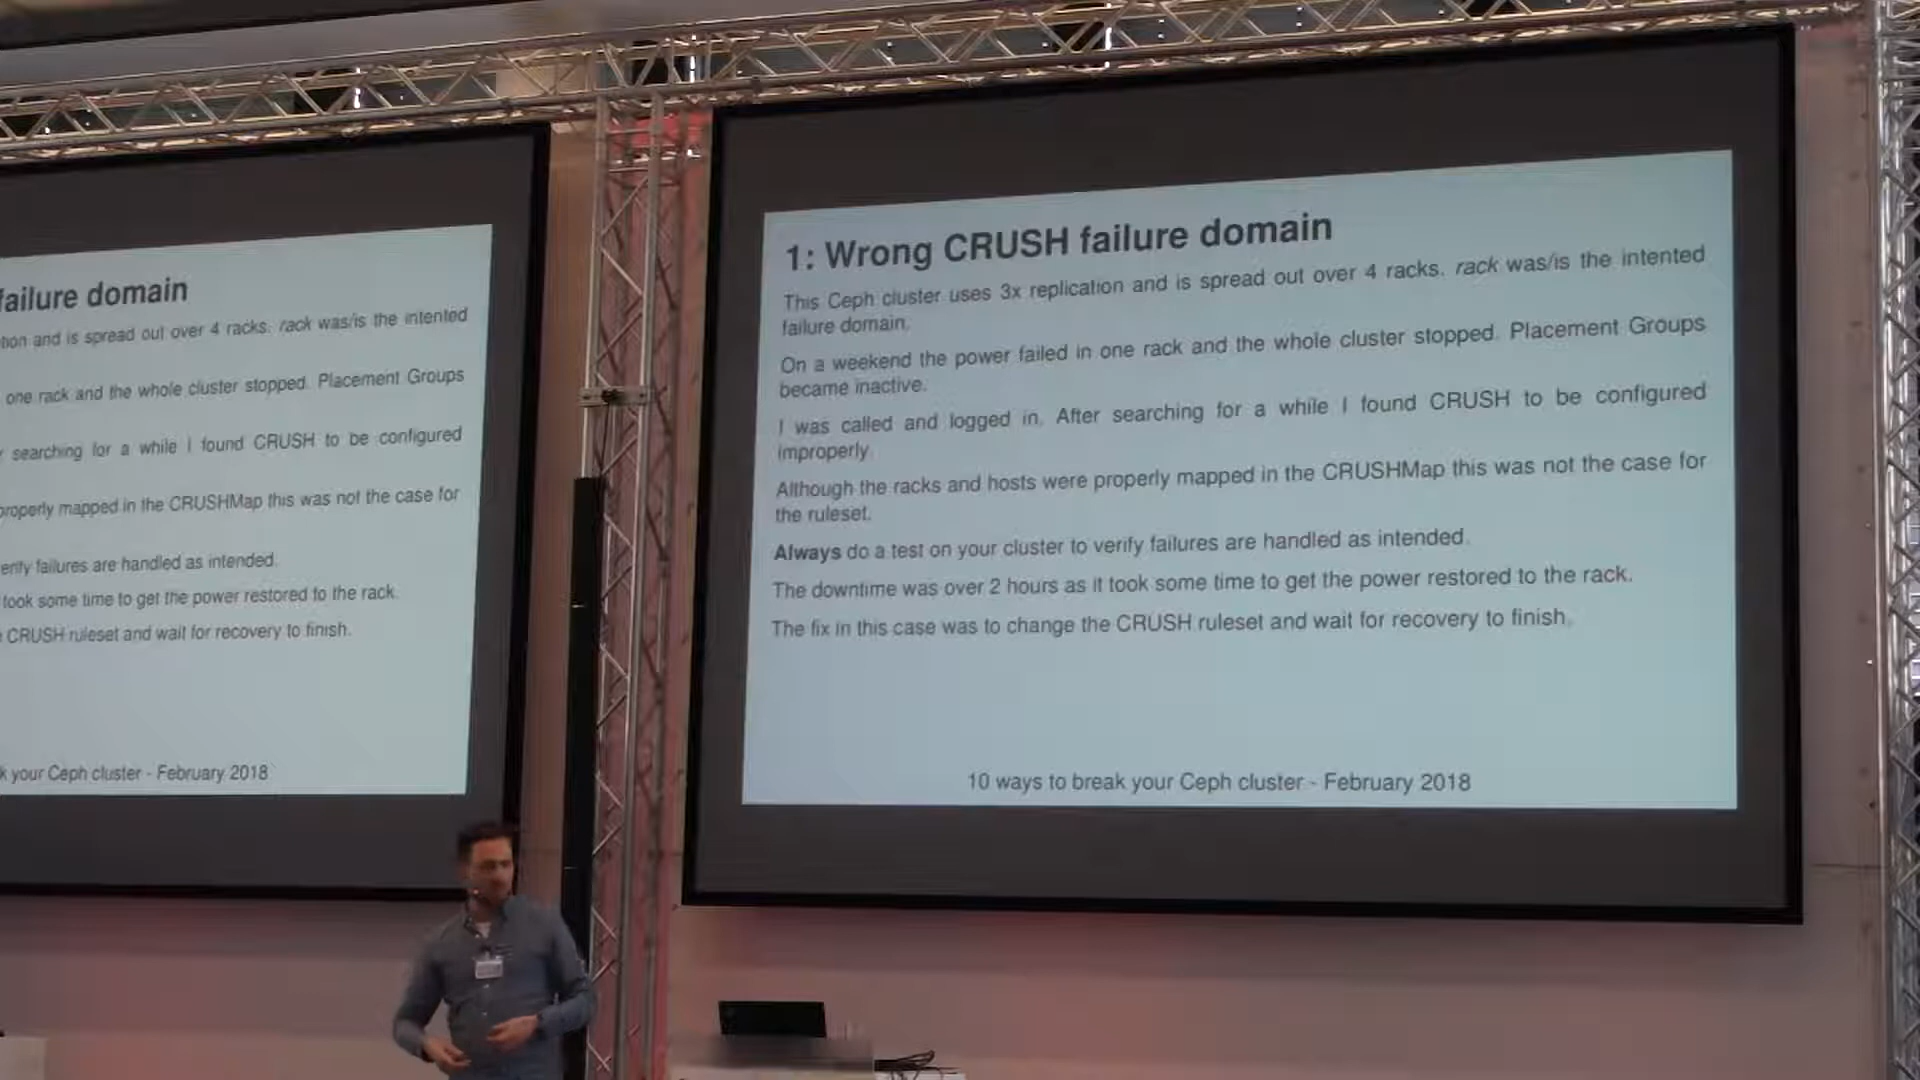 failure domain
tion and is spread out over 4 racks. rack was/is the intented
one rack and the whole cluster stopped. Placement Groups
searching for a while I found CRUSH to be configured
properly mapped in the CRUSHMap this was not the case for
verify failures are handled as intended.
took some time to get the power restored to the rack.
CRUSH ruleset and wait for recovery to finish.
k your Ceph cluster - February 2018
1: Wrong CRUSH failure domain
This Ceph cluster uses 3x replication and is spread out over 4 racks. rack was/is the intented
failure domain.
On a weekend the power failed in one rack and the whole cluster stopped. Placement Groups
became inactive.
I was called and logged in. After searching for a while I found CRUSH to be configured
improperly.
Although the racks and hosts were properly mapped in the CRUSHMap this was not the case for
the ruleset.
Always do a test on your cluster to verify failures are handled as intended.
The downtime was over 2 hours as it took some time to get the power restored to the rack.
The fix in this case was to change the CRUSH ruleset and wait for recovery to finish.
10 ways to break your Ceph cluster - February 2018